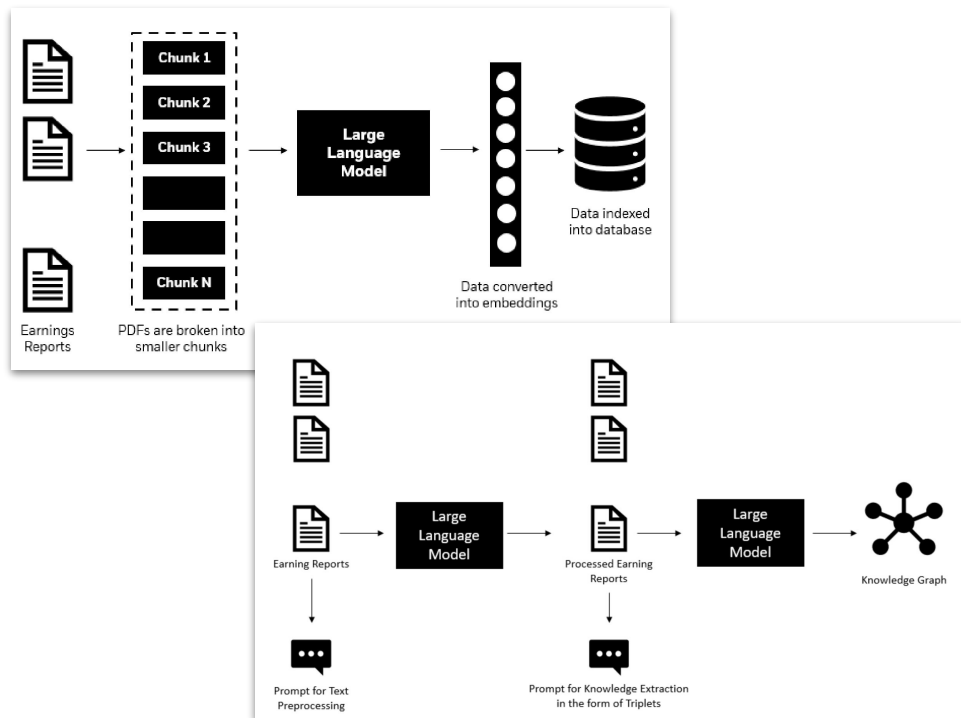 Chunk 1
Chunk 2
Chunk 3
Chunk N
Large
Language
Model
Earnings
Reports
PDFs are broken into
smaller chunks
Data converted
into embeddings
Data indexed
into database
Large
Language
Model
Large
Language
Model
Earning Reports
Processed Earning
Reports
Knowledge Graph
Prompt for Text
Preprocessing
Prompt for Knowledge Extraction
in the form of Triplets